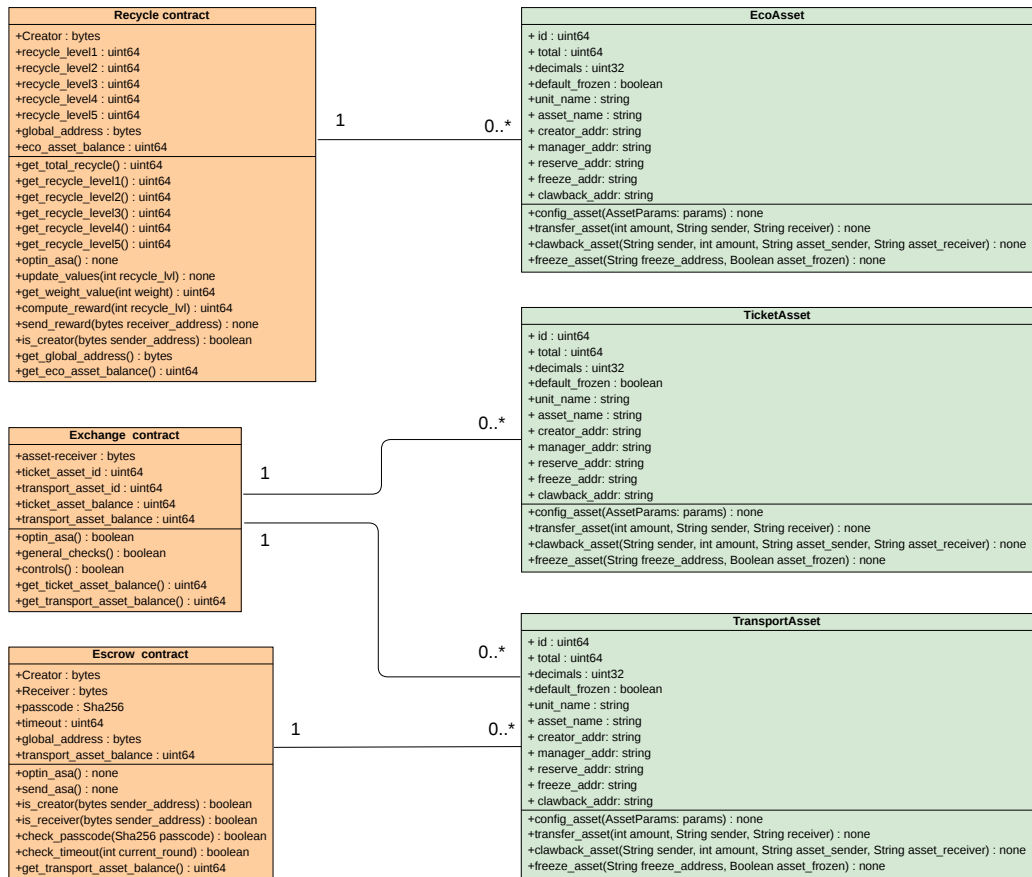 Recycle contract
+Creator : bytes
+recycle_level1 : uint64
+recycle_level2 : uint64
+recycle_level3 : uint64
+recycle_level4 : uint64
+recycle_level5 : uint64
+global_address : bytes
+eco_asset_balance : uint64
+get_total_recycle() : uint64
+get_recycle_level1() : uint64
+get_recycle_level2() : uint64
+get_recycle_level3() : uint64
+get_recycle_level4() : uint64
+get_recycle_level5() : uint64
+optin_asa() : none
+update_values(int recycle_lvl) : none
+get_weight_value(int weight) : uint64
+compute_reward(int recycle_lvl) : uint64
+send_reward(bytes receiver_address) : none
+is_creator(bytes sender_address) : boolean
+get_global_address() : bytes
+get_eco_asset_balance() : uint64
1
0..*
EcoAsset
+ id : uint64
+ total : uint64
+decimals : uint32
+default_frozen : boolean
+unit_name : string
+ asset_name : string
+ creator_addr: string
+ manager_addr: string
+ reserve_addr: string
+ freeze_addr: string
+ clawback_addr: string
+config_asset(AssetParams: params) : none
+transfer_asset(int amount, String sender, String receiver) : none
+clawback_asset(String sender, int amount, String asset_sender, String asset_receiver) : none
+freeze_asset(String freeze_address, Boolean asset_frozen) : none
Exchange contract
+asset-receiver : bytes
+ticket_asset_id : uint64
+transport_asset_id : uint64
+ticket_asset_balance : uint64
+transport_asset_balance : uint64
+optin_asa() : boolean
+general_checks() : boolean
+controls() : boolean
+get_ticket_asset_balance() : uint64
+get_transport_asset_balance() : uint64
1
0..*
1
0..*
TicketAsset
+ id : uint64
+ total : uint64
+decimals : uint32
+default_frozen : boolean
+unit_name : string
+ asset_name : string
+ creator_addr: string
+ manager_addr: string
+ reserve_addr: string
+ freeze_addr: string
+ clawback_addr: string
+config_asset(AssetParams: params) : none
+transfer_asset(int amount, String sender, String receiver) : none
+clawback_asset(String sender, int amount, String asset_sender, String asset_receiver) : none
+freeze_asset(String freeze_address, Boolean asset_frozen) : none
Escrow contract
+Creator : bytes
+Receiver : bytes
+passcode : Sha256
+timeout : uint64
+global_address : bytes
+transport_asset_balance : uint64
+optin_asa() : none
+send_asa() : none
+is_creator(bytes sender_address) : boolean
+is_receiver(bytes sender_address) : boolean
+check_passcode(Sha256 passcode) : boolean
+check_timeout(int current_round) : boolean
+get_transport_asset_balance() : uint64
1
0..*
TransportAsset
+ id : uint64
+ total : uint64
+decimals : uint32
+default_frozen : boolean
+unit_name : string
+ asset_name : string
+ creator_addr: string
+ manager_addr: string
+ reserve_addr: string
+ freeze_addr: string
+ clawback_addr: string
+config_asset(AssetParams: params) : none
+transfer_asset(int amount, String sender, String receiver) : none
+clawback_asset(String sender, int amount, String asset_sender, String asset_receiver) : none
+freeze_asset(String freeze_address, Boolean asset_frozen) : none